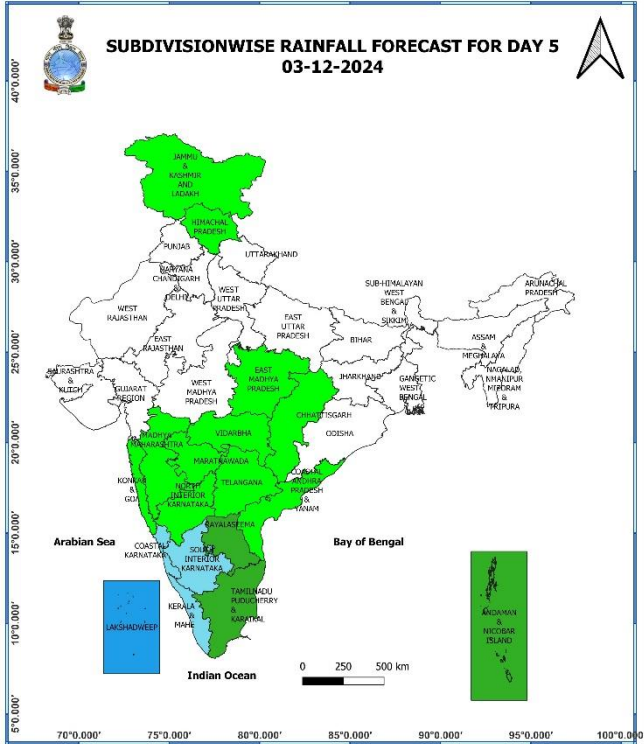 SUBDIVISIONWISE RAINFALL FORECAST FOR DAY 5
03-12-2024
40°0.000'
35°0.000'
30°0.000'
25°0.000'
20°0.000'
15°0.000'
10°0.000'
5°0.000'
JAMMU
&
KASHMIR
AND
LADAKH
HIMACHAL
PRADESH
PUNJAB
UTTARAKHAND
HARYANA
CHANDIGARH
&
DELHI
WEST
UTTAR
PRADESH
WEST
RAJASTHAN
EAST
RAJASTHAN
EAST
UTTAR
PRADESH
SUB-HIMALAYAN
WEST
BENGAL
&
SIKKIM
ARUNACHAL
PRADESH
BIHAR
ASSAM
&
MEGHALAYA
NAGALAD,
NMANIPUR
MIZORAM
&
TRIPURA
SAURASHTRA
&
KUTCH
GUJARAT
REGION
WEST
MADHYA
PRADESH
EAST
MADHYA
PRADESH
JHARKHAND
GANGETIC
WEST
BENGAL
CHHATTISGARH
ODISHA
MADHYA
MAHARASHTRA
VIDARBHA
MARATHAWADA
KONKAN
&
GOA
NORTH
INTERIOR
KARNATAKA
TELANGANA
COASTAL
ANDHRA
PRADESH
&
YANAM
RAYALASEEMA
Arabian Sea
Bay of Bengal
COASTAL
KARNATAKA
SOUTH
INTERIOR
KARNATAKA
TAMILNADU
PUDUCHERRY
&
KARAIKAL
KERALA
&
MAHE
LAKSHADWEEP
ANDAMAN
&
NICOBAR
ISLAND
Indian Ocean
0 250 500 km
70°0.000' 75°0.000' 80°0.000' 85°0.000' 90°0.000' 95°0.000' 100°0.000'